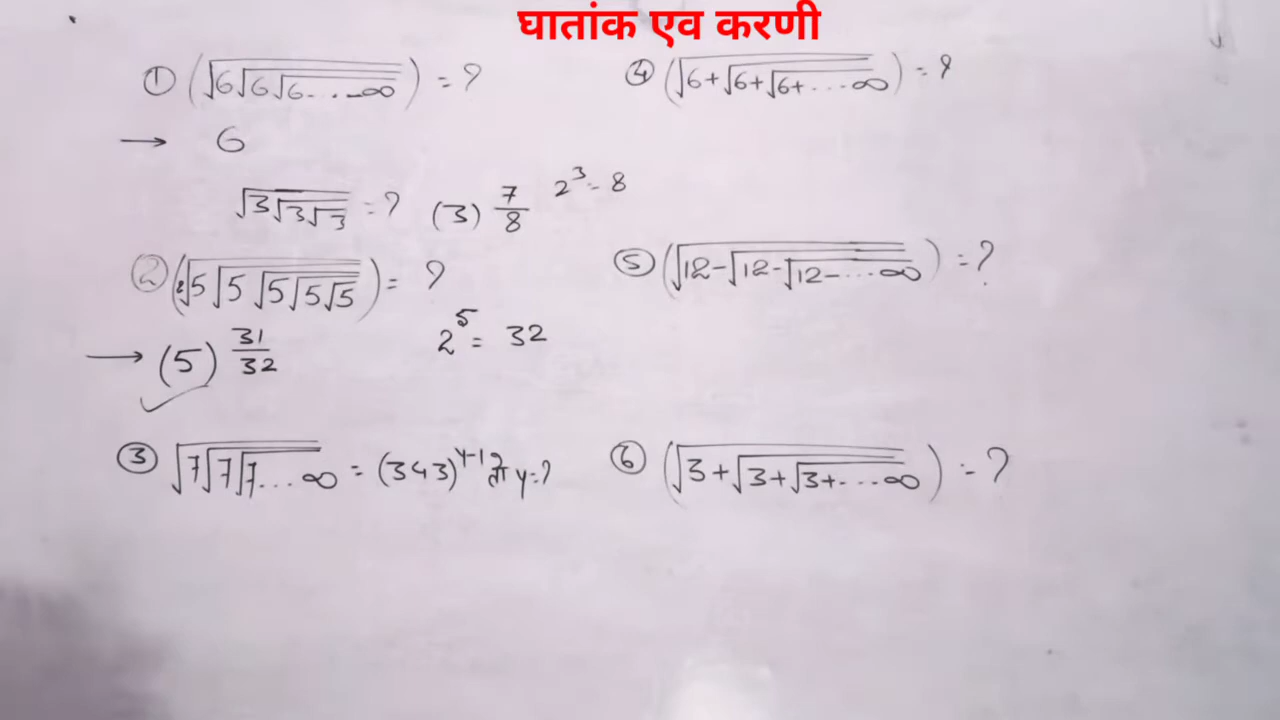 घातांक एव करणी
① (√6√6√6...-∞) = ?
→ 6
√3√3√3 = ? (3) 7/8 2³ = 8
② (√5√5√5√5√5) = ?
→ (5) 31/32 2⁵ = 32
③ √7√7√7...∞ = (343)^y-1 तो y=?
④ (√6+√6+√6+...∞) = ?
⑤ (√12-√12-√12-...∞) = ?
⑥ (√3+√3+√3+...∞) = ?